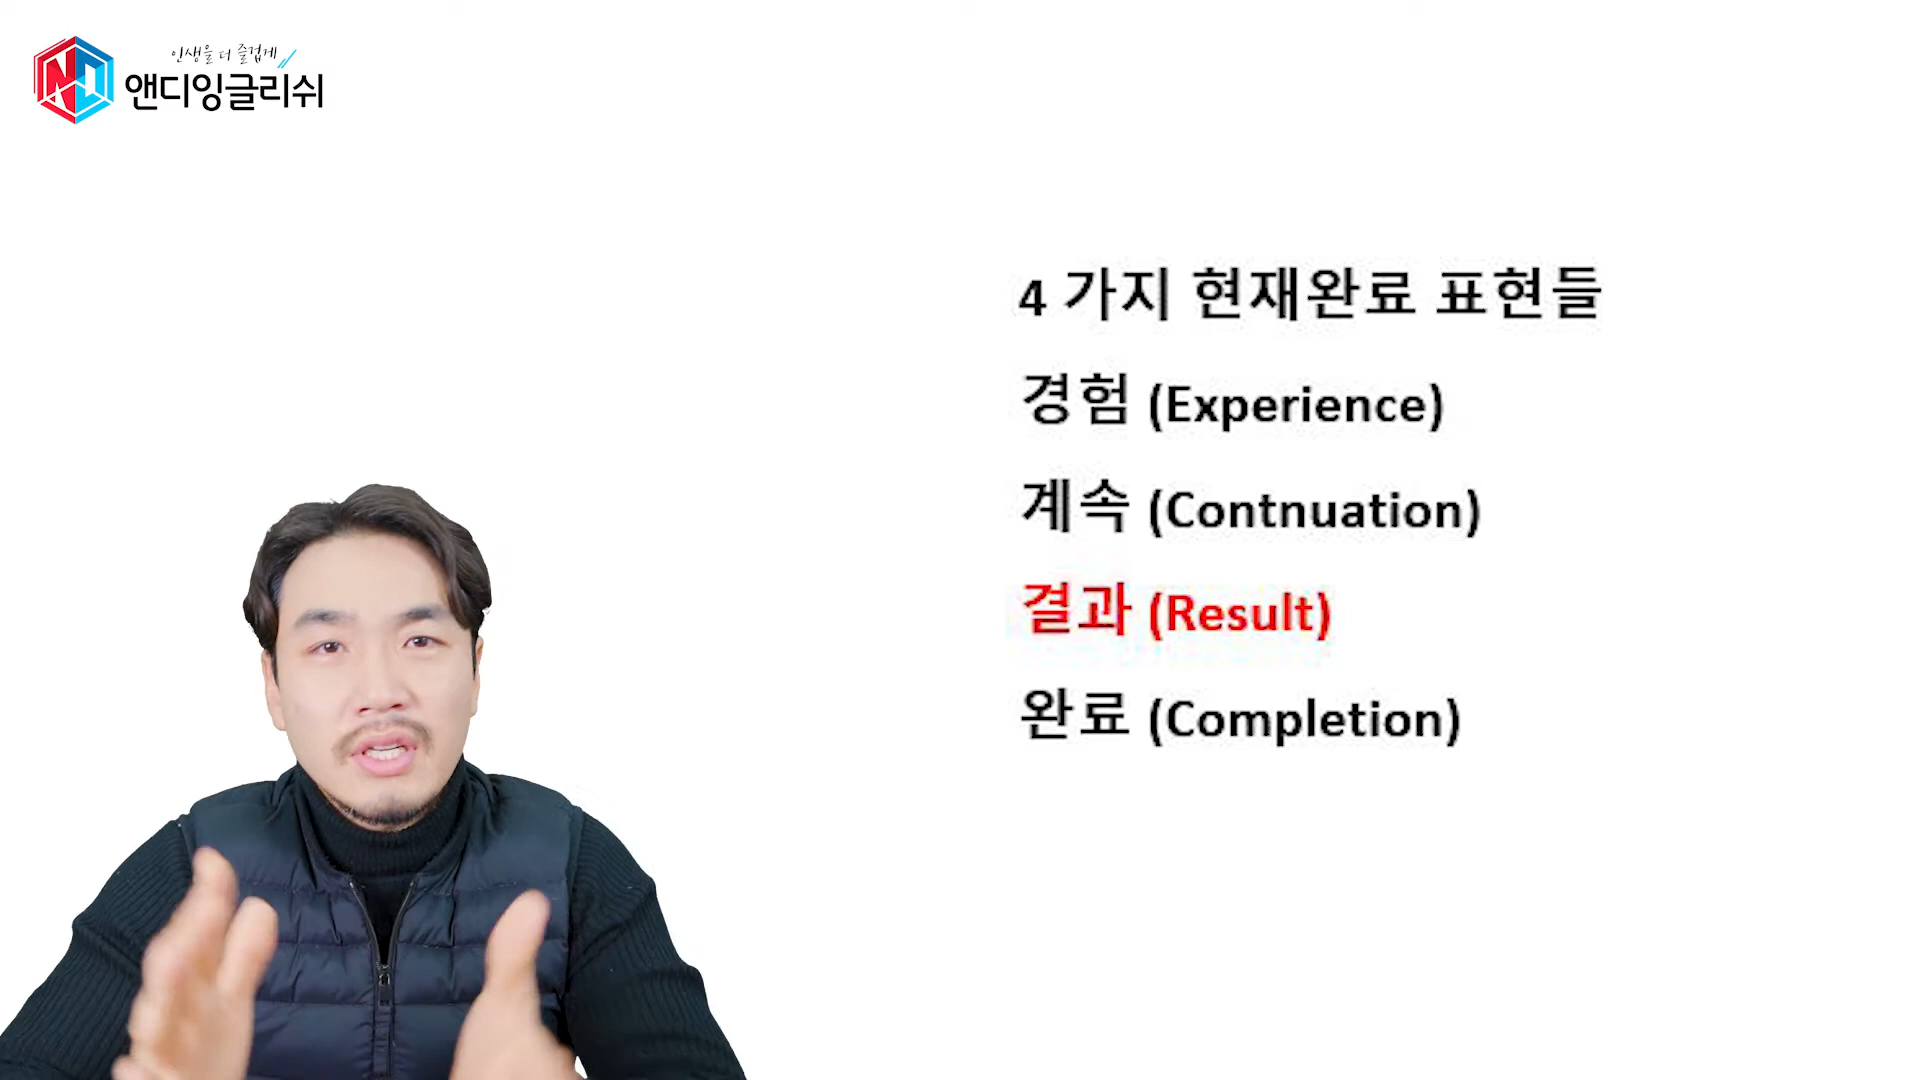 인생을 더 즐겁게
앤디잉글리쉬
4 가지 현재완료 표현들
경험 (Experience)
계속 (Contnuation)
결과 (Result)
완료 (Completion)